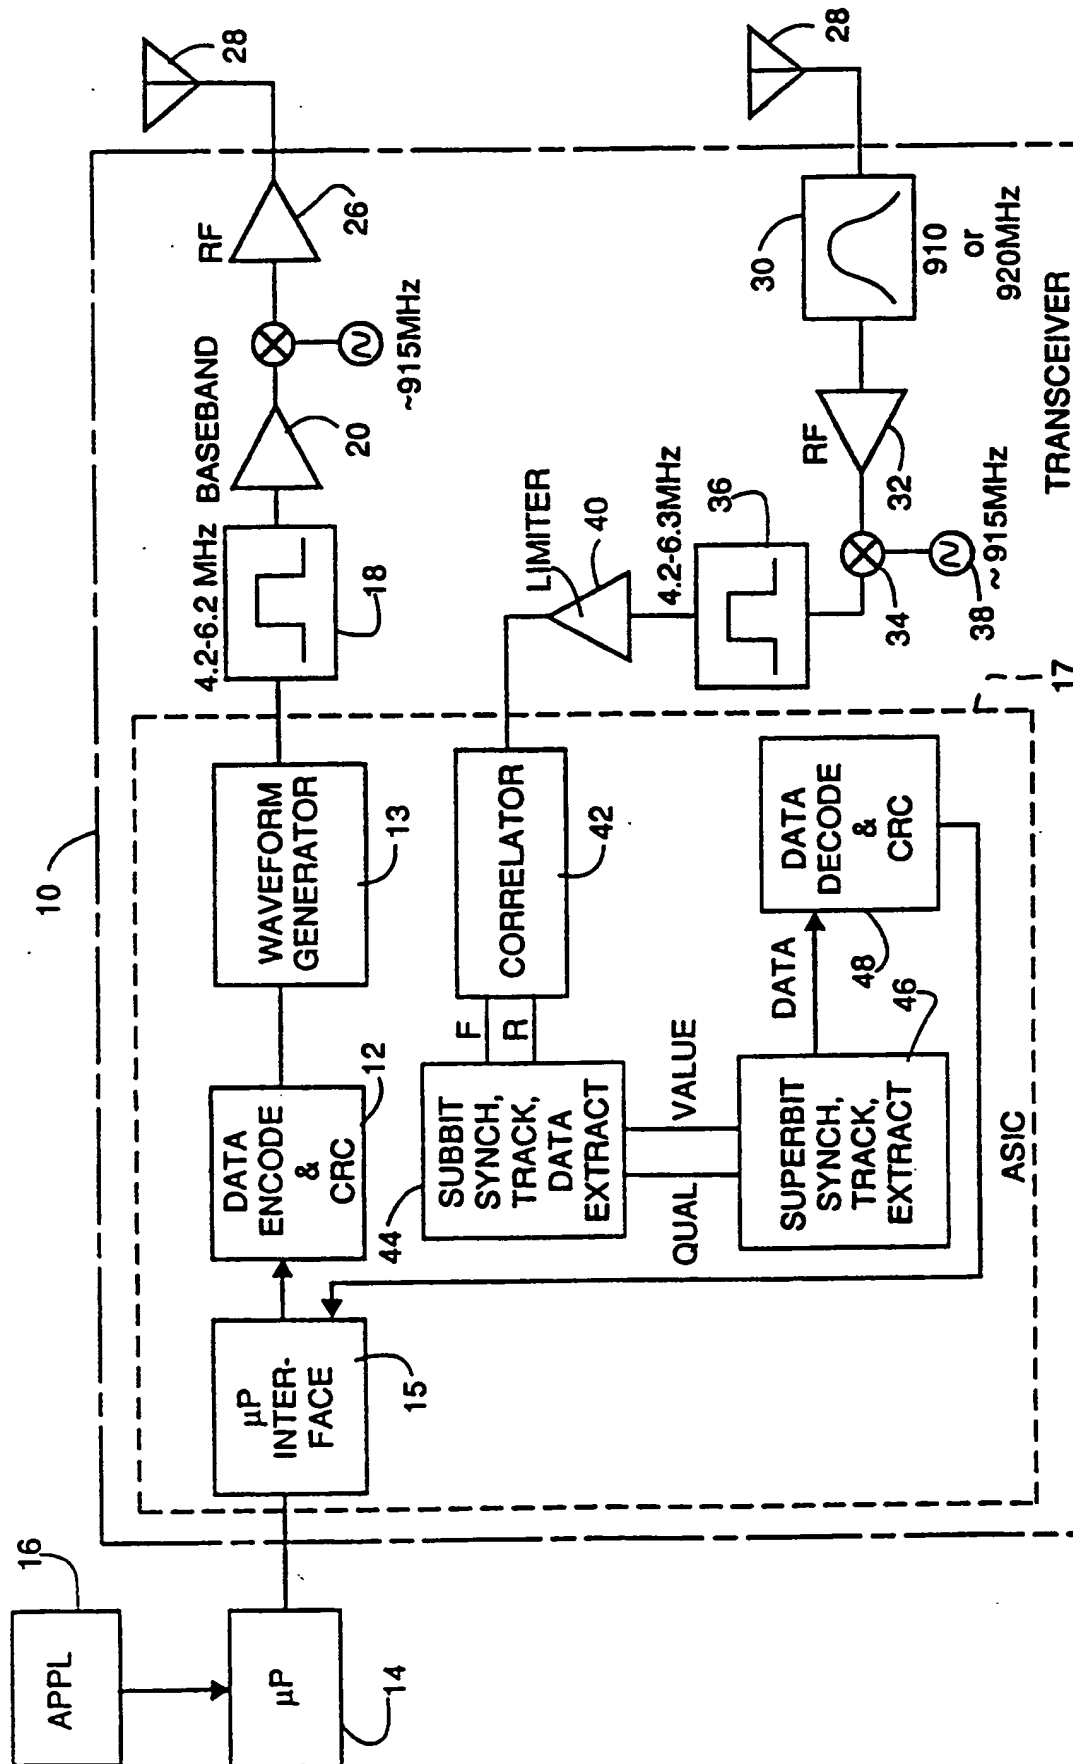 10
16
APPL
µP
14
µP
INTER-
FACE
15
DATA
ENCODE
&
CRC
12
WAVEFORM
GENERATOR
13
4.2-6.2 MHz
18
BASEBAND
20
~915MHz
RF
26
28
44
SUBBIT
SYNCH,
TRACK,
DATA
EXTRACT
F
R
CORRELATOR
42
LIMITER
40
4.2-6.3MHz
36
34
38
~915MHz
RF
32
30
910
or
920MHz
28
QUAL
VALUE
SUPERBIT
SYNCH,
TRACK,
EXTRACT
46
DATA
48
DATA
DECODE
&
CRC
ASIC
17
TRANSCEIVER